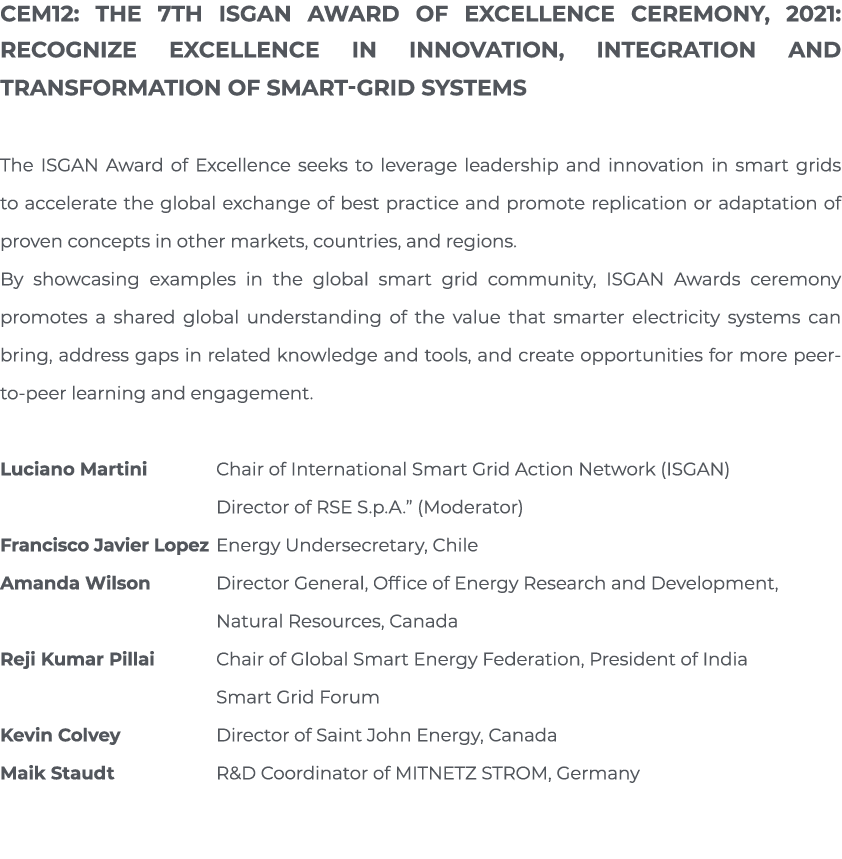 CEM12: THE 7TH ISGAN AWARD OF EXCELLENCE CEREMONY, 2021:
RECOGNIZE EXCELLENCE IN INNOVATION, INTEGRATION AND
TRANSFORMATION OF SMART-GRID SYSTEMS
The ISGAN Award of Excellence seeks to leverage leadership and innovation in smart grids
to accelerate the global exchange of best practice and promote replication or adaptation of
proven concepts in other markets, countries, and regions.
By showcasing examples in the global smart grid community, ISGAN Awards ceremony
promotes a shared global understanding of the value that smarter electricity systems can
bring, address gaps in related knowledge and tools, and create opportunities for more peer-
to-peer learning and engagement.
Luciano Martini Chair of International Smart Grid Action Network (ISGAN)
Director of RSE S.p.A.” (Moderator)
Francisco Javier Lopez Energy Undersecretary, Chile
Amanda Wilson Director General, Office of Energy Research and Development,
Natural Resources, Canada
Reji Kumar Pillai Chair of Global Smart Energy Federation, President of India
Smart Grid Forum
Kevin Colvey Director of Saint John Energy, Canada
Maik Staudt R&D Coordinator of MITNETZ STROM, Germany